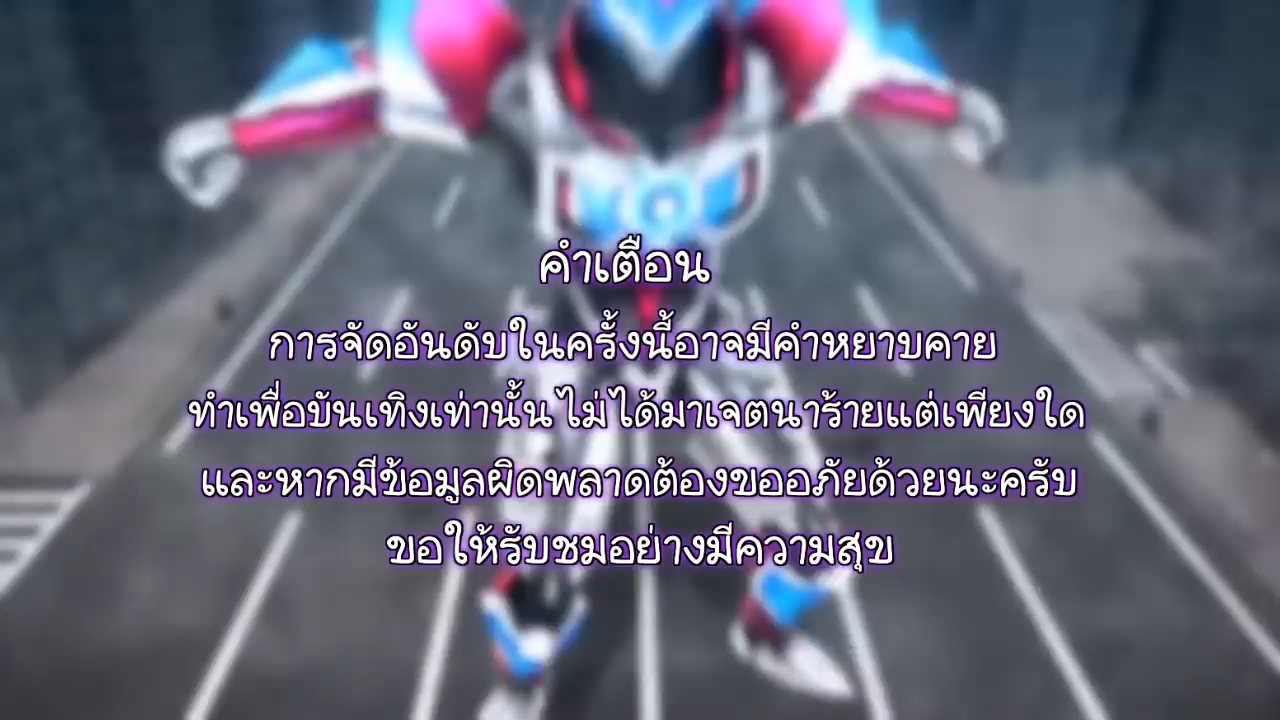 คำเตือน
การจัดอันดับในครั้งนี้อาจมีคำหยาบคาย
ทำเพื่อบันเทิงเท่านั้น ไม่ได้มาเจตนาร้ายแต่เพียงใด
และหากมีข้อมูลผิดพลาดต้องขออภัยด้วยนะครับ
ขอให้รับชมอย่างมีความสุข